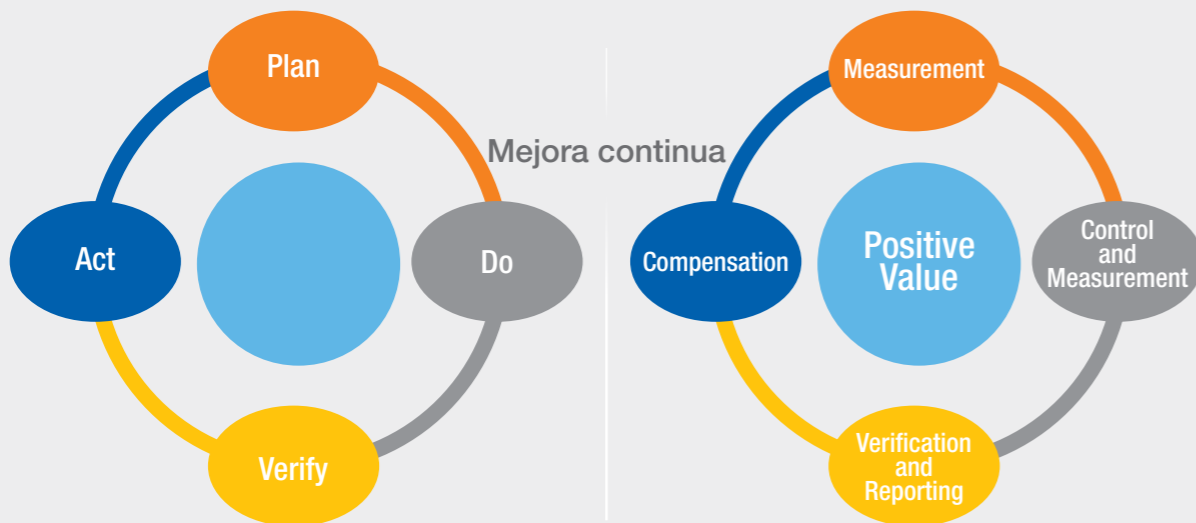 Plan
Do
Verify
Act
Mejora continua
Measurement
Control
and
Measurement
Verification
and
Reporting
Compensation
Positive
Value